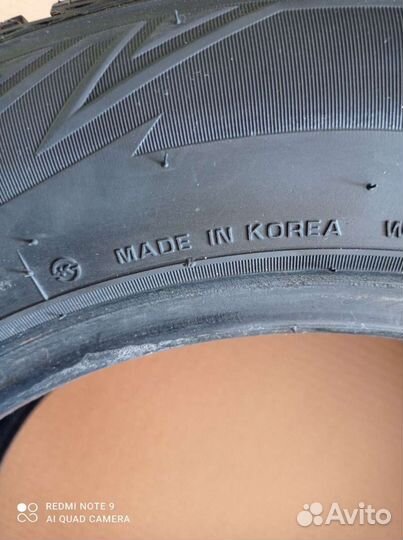 MADE IN KOREA
REDMI NOTE 9
AI QUAD CAMERA
Avito